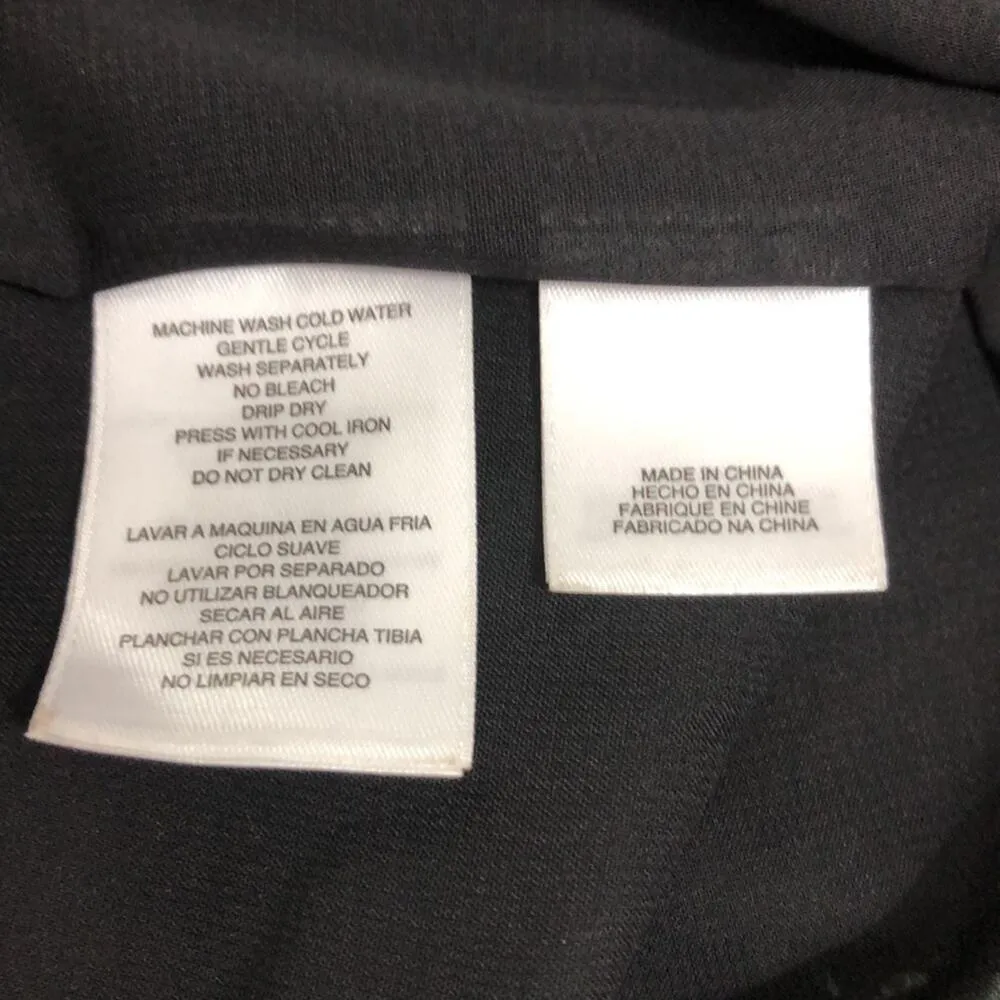 MACHINE WASH COLD WATER
GENTLE CYCLE
WASH SEPARATELY
NO BLEACH
DRIP DRY
PRESS WITH COOL IRON
IF NECESSARY
DO NOT DRY CLEAN
LAVAR A MAQUINA EN AGUA FRIA
CICLO SUAVE
LAVAR POR SEPARADO
NO UTILIZAR BLANQUEADOR
SECAR AL AIRE
PLANCHAR CON PLANCHA TIBIA
SI ES NECESARIO
NO LIMPIAR EN SECO
MADE IN CHINA
HECHO EN CHINA
FABRIQUE EN CHINE
FABRICADO NA CHINA